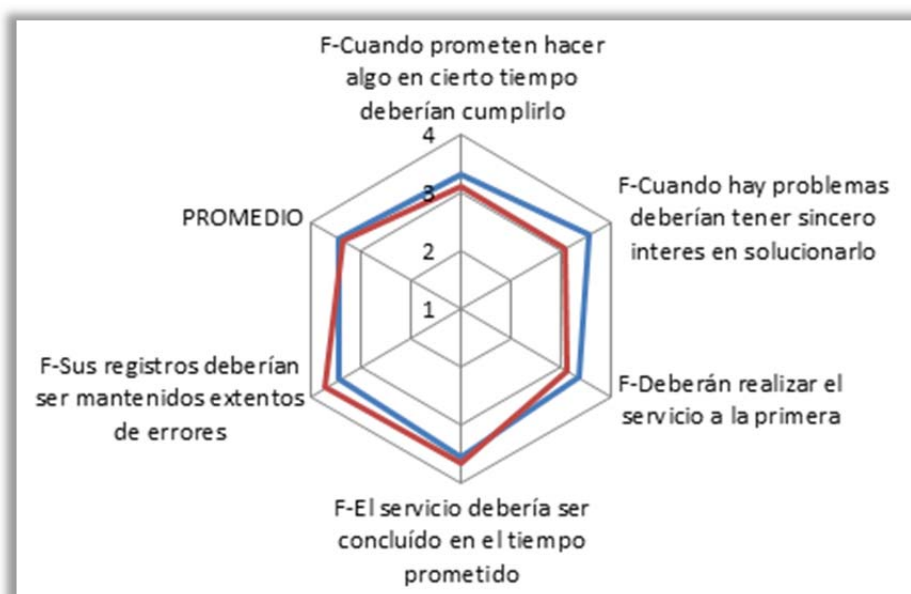 F-Cuando prometen hacer
algo en cierto tiempo
deberían cumplirlo
4
3
2
1
F-Cuando hay problemas
deberían tener sincero
interes en solucionarlo
F-Deberán realizar el
servicio a la primera
F-El servicio debería ser
concluído en el tiempo
prometido
F-Sus registros deberían
ser mantenidos extentos
de errores
PROMEDIO